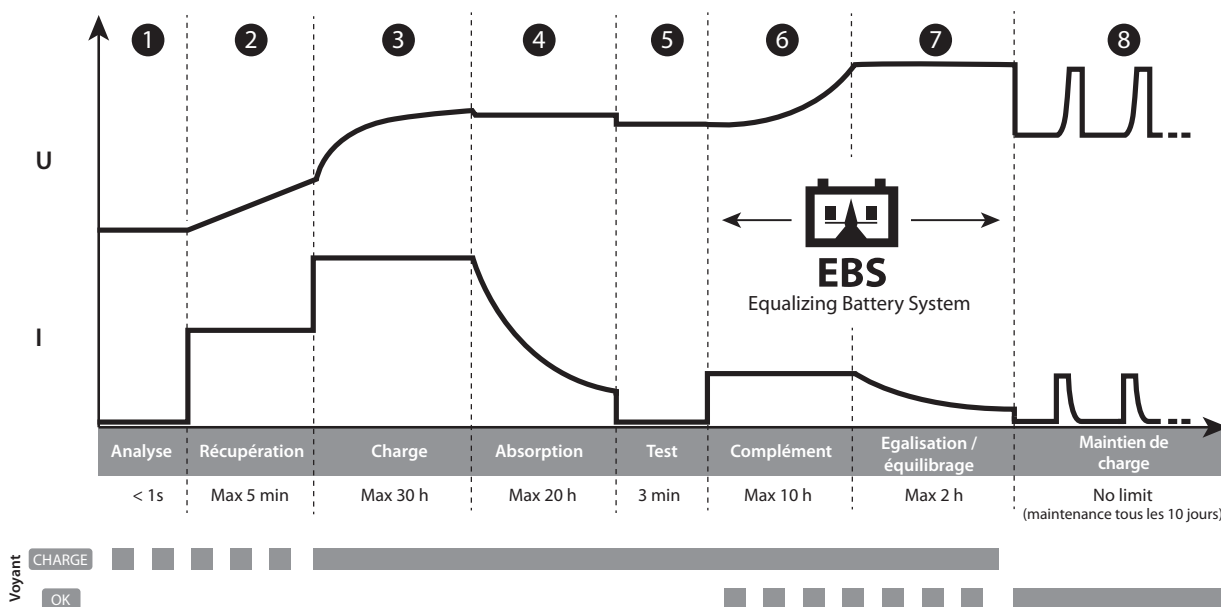 1 2 3 4 5 6 7 8
U
EBS
Equalizing Battery System
I
Analyse Récupération Charge Absorption Test Complément Egalisation / équilibrage Maintien de charge
< 1s Max 5 min Max 30 h Max 20 h 3 min Max 10 h Max 2 h No limit
(maintenance tous les 10 jours)
Voyant
CHARGE
OK